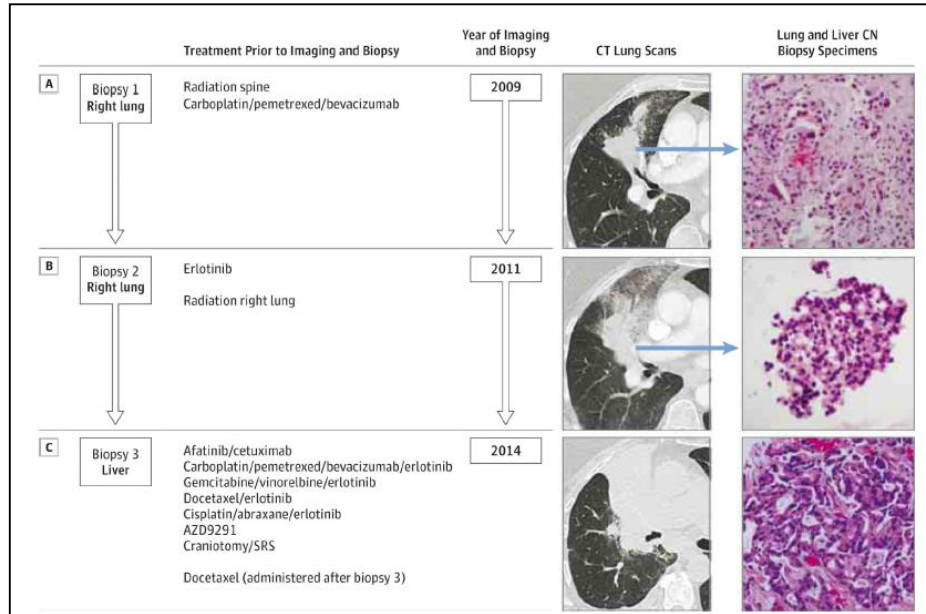 Treatment Prior to Imaging and Biopsy
Year of Imaging
and Biopsy
CT Lung Scans
Lung and Liver CN
Biopsy Specimens
A
Biopsy 1
Right lung
Radiation spine
Carboplatin/pemetrexed/bevacizumab
2009
B
Biopsy 2
Right lung
Erlotinib
Radiation right lung
2011
C
Biopsy 3
Liver
Afatinib/cetuximab
Carboplatin/pemetrexed/bevacizumab/erlotinib
Gemcitabine/vinorelbine/erlotinib
Docetaxel/erlotinib
Cisplatin/abraxane/erlotinib
AZD9291
Craniotomy/SRS
Docetaxel (administered after biopsy 3)
2014